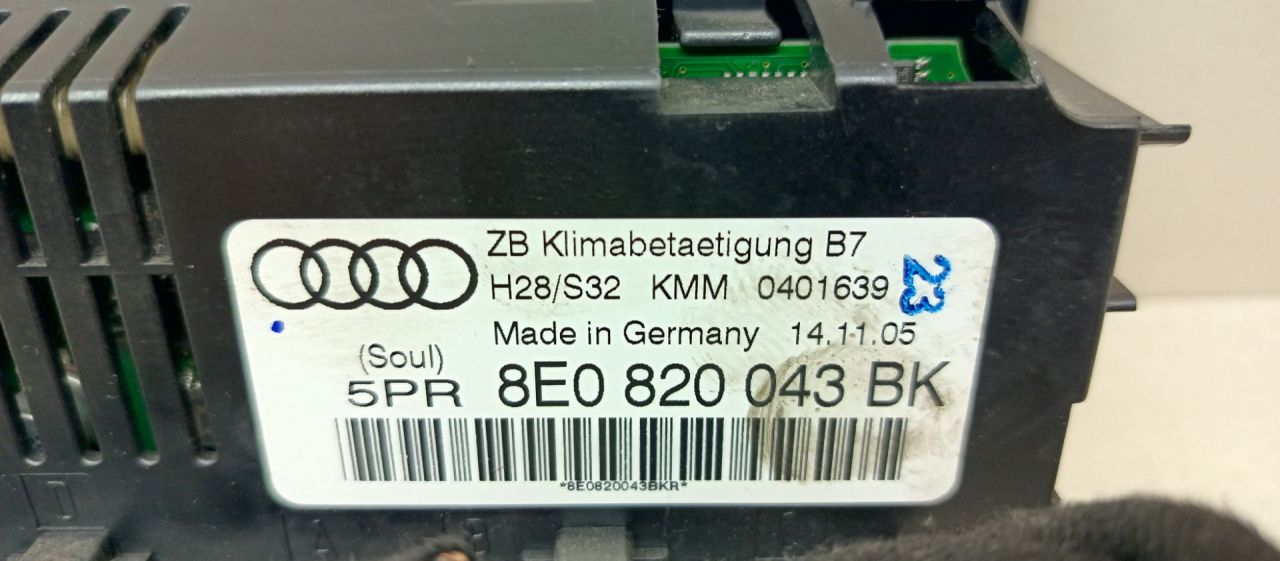 ZB Klimabetaetigung B7
H28/S32 KMM 0401639 23
Made in Germany 14.11.05
(Soul)
5PR 8E0 820 043 BK
*8E0820043BKR*
D
A
B